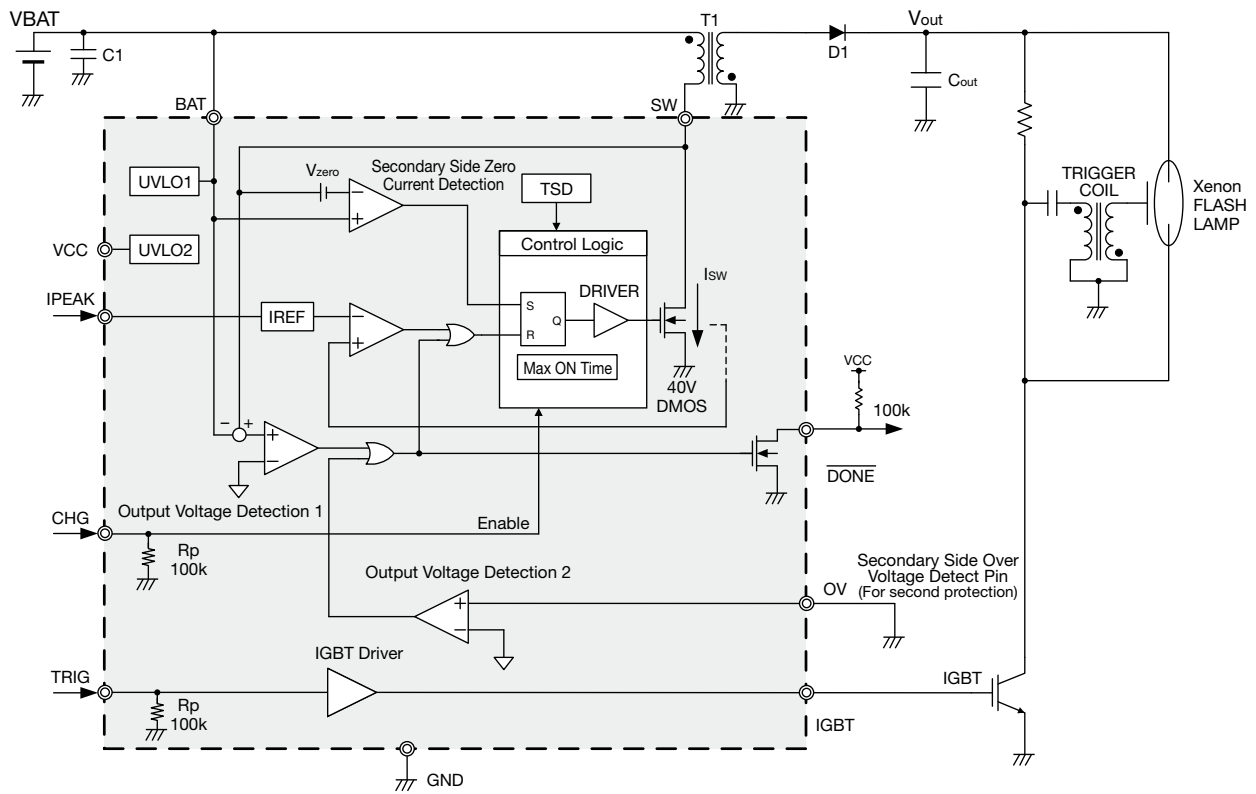 VBAT
C1
T1
D1
Vout
Cout
BAT
SW
UVLO1
Vzero
Secondary Side Zero
Current Detection
TSD
TRIGGER
COIL
Xenon
FLASH
LAMP
VCC
UVLO2
Control Logic
ISW
IPEAK
IREF
DRIVER
S
R
Q
Max ON Time
40V
DMOS
VCC
100k
DONE
Output Voltage Detection 1
CHG
Enable
Rp
100k
Output Voltage Detection 2
OV
Secondary Side Over
Voltage Detect Pin
(For second protection)
IGBT Driver
TRIG
Rp
100k
IGBT
IGBT
GND